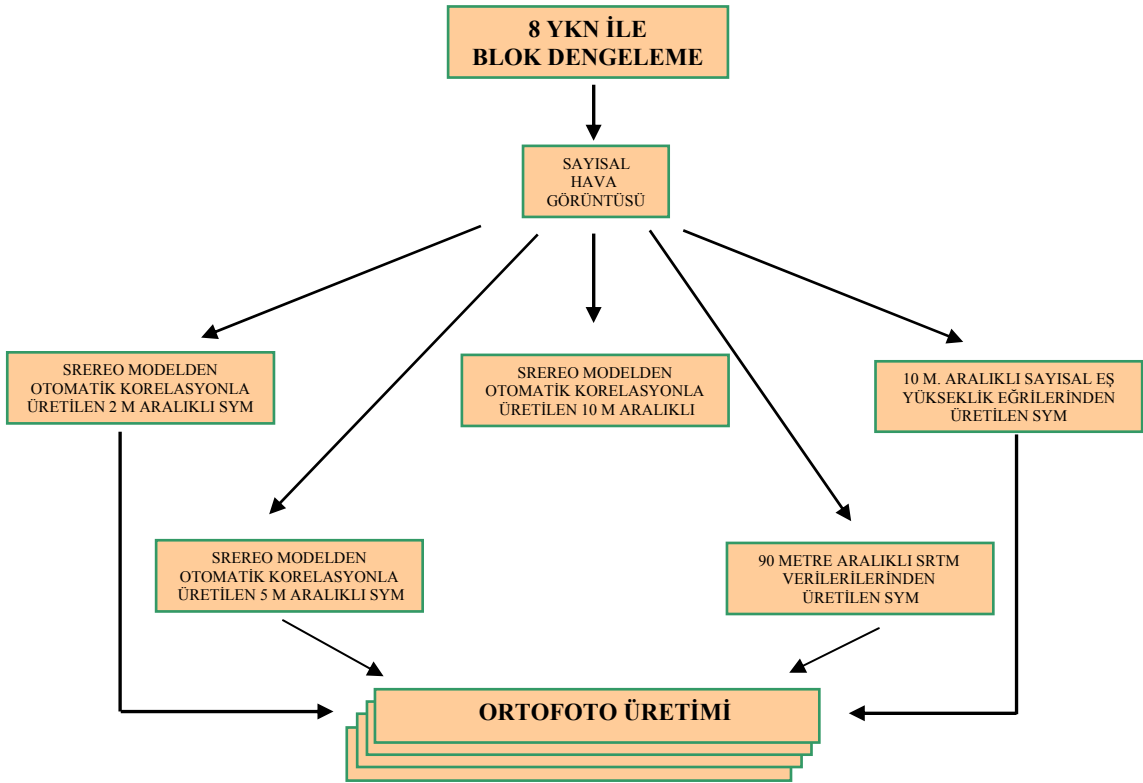 8 YKN İLE
BLOK DENGELEME
SAYISAL
HAVA
GÖRÜNTÜSÜ
SREREO MODELDEN
OTOMATİK KORELASYONLA
ÜRETİLEN 2 M ARALIKLI SYM
SREREO MODELDEN
OTOMATİK KORELASYONLA
ÜRETİLEN 10 M ARALIKLI
10 M. ARALIKLI SAYISAL EŞ
YÜKSEKLİK EĞRİLERİNDEN
ÜRETİLEN SYM
SREREO MODELDEN
OTOMATİK KORELASYONLA
ÜRETİLEN 5 M ARALIKLI SYM
90 METRE ARALIKLI SRTM
VERİLERİLERİNDEN
ÜRETİLEN SYM
ORTOFOTO ÜRETİMİ